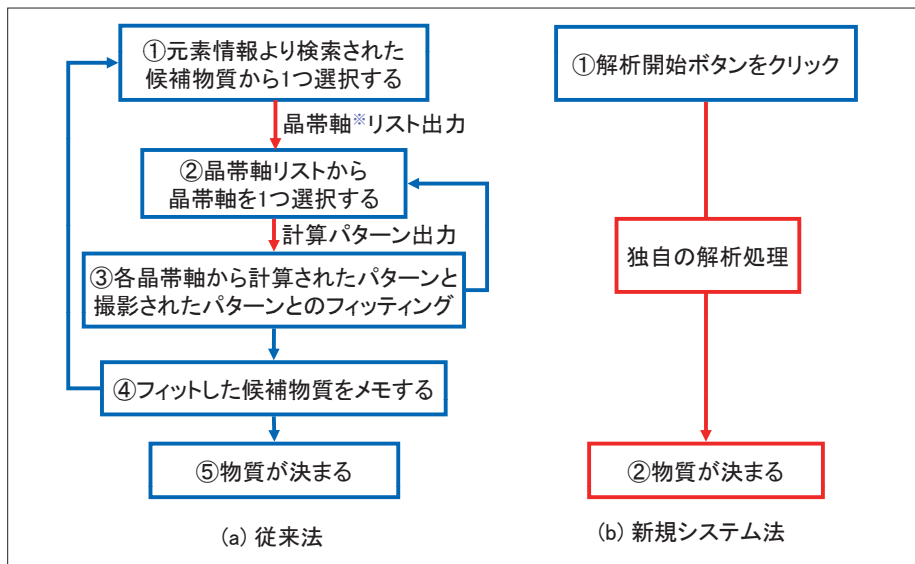 ①元素情報より検索された
候補物質から1つ選択する
晶帯軸※リスト出力
②晶帯軸リストから
晶帯軸を1つ選択する
計算パターン出力
③各晶帯軸から計算されたパターンと
撮影されたパターンとのフィッティング
④フィットした候補物質をメモする
⑤物質が決まる
(a) 従来法
①解析開始ボタンをクリック
独自の解析処理
②物質が決まる
(b) 新規システム法